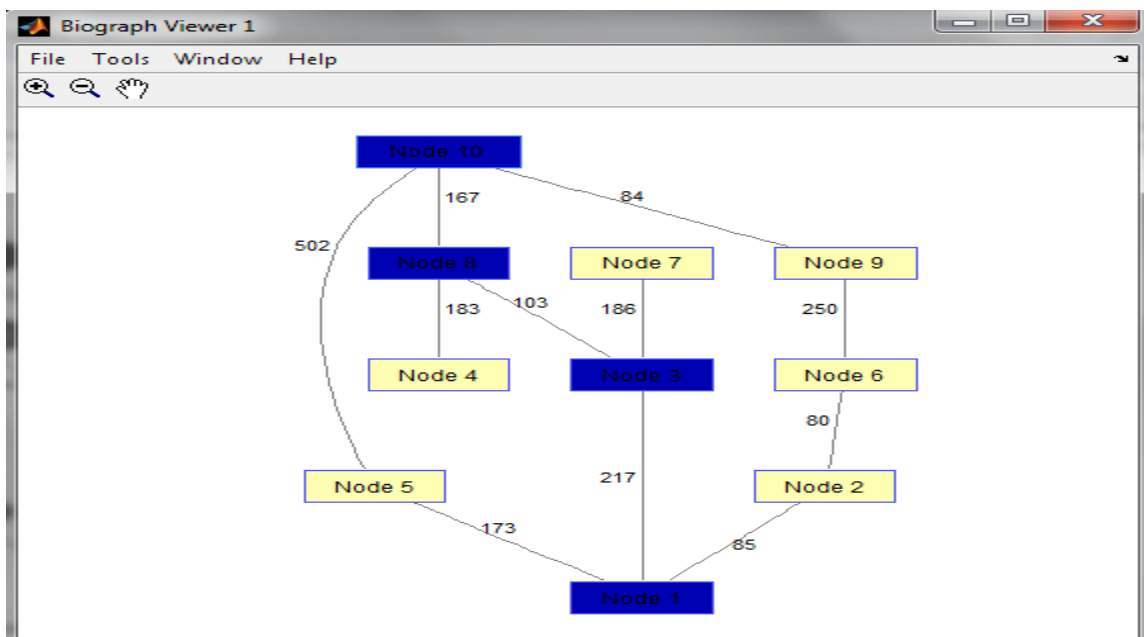 Biograph Viewer 1
File Tools Window Help
Node 10
167
84
502
Node 8
Node 7
Node 9
183
103
186
250
Node 4
Node 3
Node 6
80
217
Node 5
Node 2
173
85
Node 1